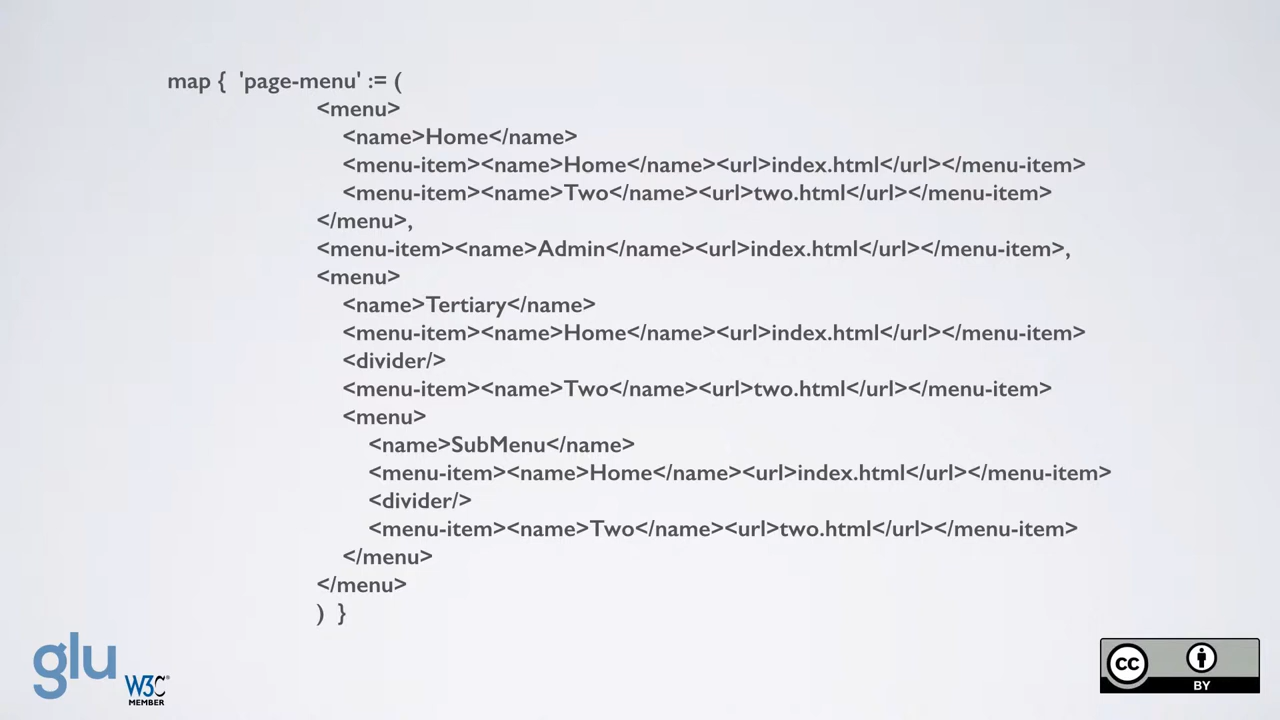 map {  'page-menu' := (
<menu>
<name>Home</name>
<menu-item><name>Home</name><url>index.html</url></menu-item>
<menu-item><name>Two</name><url>two.html</url></menu-item>
</menu>,
<menu-item><name>Admin</name><url>index.html</url></menu-item>,
<menu>
<name>Tertiary</name>
<menu-item><name>Home</name><url>index.html</url></menu-item>
<divider/>
<menu-item><name>Two</name><url>two.html</url></menu-item>
<menu>
<name>SubMenu</name>
<menu-item><name>Home</name><url>index.html</url></menu-item>
<divider/>
<menu-item><name>Two</name><url>two.html</url></menu-item>
</menu>
</menu>
)  }
glu
W3C®
MEMBER
cc
BY